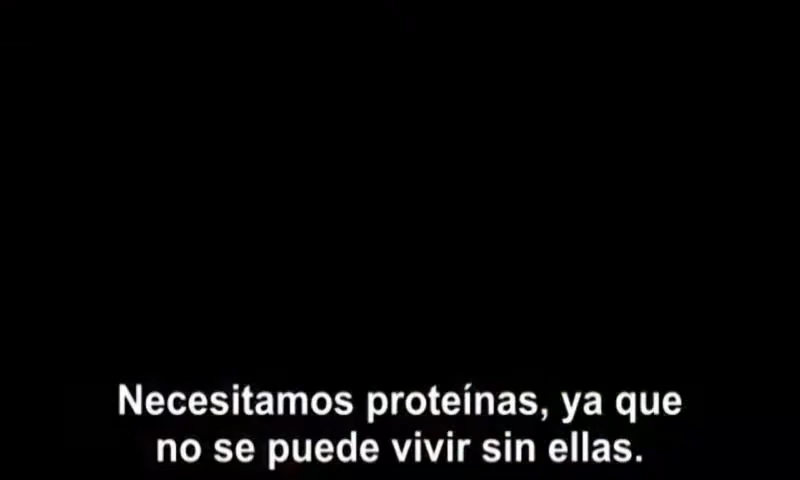 Necesitamos proteínas, ya que
no se puede vivir sin ellas.